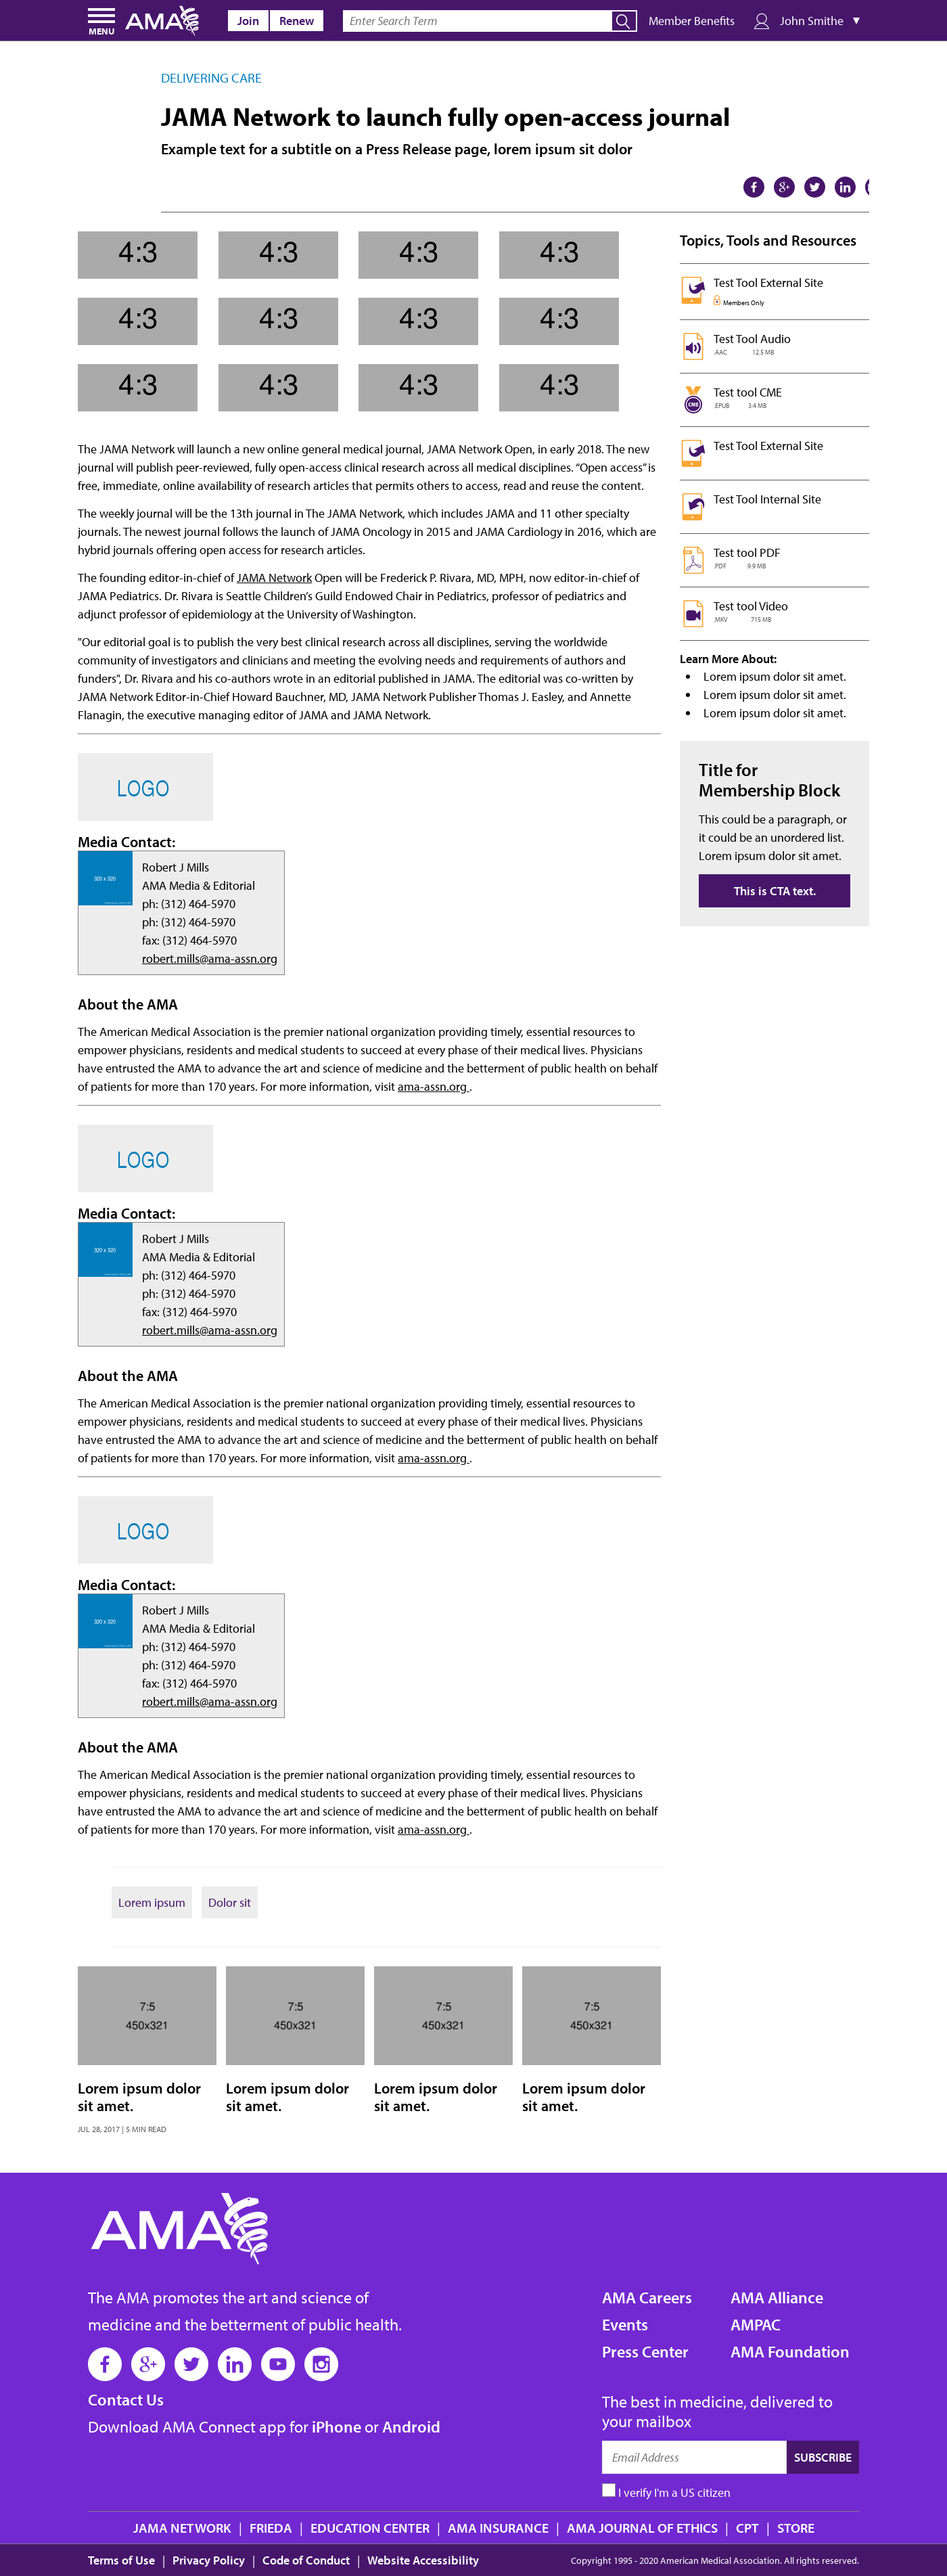 MENU
AMA
Join
Renew
Enter Search Term
Member Benefits
John Smithe
DELIVERING CARE
JAMA Network to launch fully open-access journal
Example text for a subtitle on a Press Release page, lorem ipsum sit dolor
4:3 4:3 4:3 4:3
4:3 4:3 4:3 4:3
4:3 4:3 4:3 4:3
The JAMA Network will launch a new online general medical journal, JAMA Network Open, in early 2018. The new
journal will publish peer-reviewed, fully open-access clinical research across all medical disciplines. “Open access” is
free, immediate, online availability of research articles that permits others to access, read and reuse the content.
The weekly journal will be the 13th journal in The JAMA Network, which includes JAMA and 11 other specialty
journals. The newest journal follows the launch of JAMA Oncology in 2015 and JAMA Cardiology in 2016, which are
hybrid journals offering open access for research articles.
The founding editor-in-chief of JAMA Network Open will be Frederick P. Rivara, MD, MPH, now editor-in-chief of
JAMA Pediatrics. Dr. Rivara is Seattle Children’s Guild Endowed Chair in Pediatrics, professor of pediatrics and
adjunct professor of epidemiology at the University of Washington.
"Our editorial goal is to publish the very best clinical research across all disciplines, serving the worldwide
community of investigators and clinicians and meeting the evolving needs and requirements of authors and
funders", Dr. Rivara and his co-authors wrote in an editorial published in JAMA. The editorial was co-written by
JAMA Network Editor-in-Chief Howard Bauchner, MD, JAMA Network Publisher Thomas J. Easley, and Annette
Flanagin, the executive managing editor of JAMA and JAMA Network.
LOGO
Media Contact:
320 x 320
Robert J Mills
AMA Media & Editorial
ph: (312) 464-5970
ph: (312) 464-5970
fax: (312) 464-5970
robert.mills@ama-assn.org
About the AMA
The American Medical Association is the premier national organization providing timely, essential resources to
empower physicians, residents and medical students to succeed at every phase of their medical lives. Physicians
have entrusted the AMA to advance the art and science of medicine and the betterment of public health on behalf
of patients for more than 170 years. For more information, visit ama-assn.org .
LOGO
Media Contact:
320 x 320
Robert J Mills
AMA Media & Editorial
ph: (312) 464-5970
ph: (312) 464-5970
fax: (312) 464-5970
robert.mills@ama-assn.org
About the AMA
The American Medical Association is the premier national organization providing timely, essential resources to
empower physicians, residents and medical students to succeed at every phase of their medical lives. Physicians
have entrusted the AMA to advance the art and science of medicine and the betterment of public health on behalf
of patients for more than 170 years. For more information, visit ama-assn.org .
LOGO
Media Contact:
320 x 320
Robert J Mills
AMA Media & Editorial
ph: (312) 464-5970
ph: (312) 464-5970
fax: (312) 464-5970
robert.mills@ama-assn.org
About the AMA
The American Medical Association is the premier national organization providing timely, essential resources to
empower physicians, residents and medical students to succeed at every phase of their medical lives. Physicians
have entrusted the AMA to advance the art and science of medicine and the betterment of public health on behalf
of patients for more than 170 years. For more information, visit ama-assn.org .
Topics, Tools and Resources
Test Tool External Site
Members Only
Test Tool Audio
.AAC 12.5 MB
CME
Test tool CME
.EPUB 3.4 MB
Test Tool External Site
Test Tool Internal Site
Test tool PDF
.PDF 9.9 MB
Test tool Video
.MKV 715 MB
Learn More About:
• Lorem ipsum dolor sit amet.
• Lorem ipsum dolor sit amet.
• Lorem ipsum dolor sit amet.
Title for
Membership Block
This could be a paragraph, or
it could be an unordered list.
Lorem ipsum dolor sit amet.
This is CTA text.
Lorem ipsum
Dolor sit
7:5 7:5 7:5 7:5
450x321 450x321 450x321 450x321
Lorem ipsum dolor Lorem ipsum dolor Lorem ipsum dolor Lorem ipsum dolor
sit amet. sit amet. sit amet. sit amet.
JUL 28, 2017 | 5 MIN READ
AMA
The AMA promotes the art and science of
medicine and the betterment of public health.
Contact Us
Download AMA Connect app for iPhone or Android
AMA Careers AMA Alliance
Events AMPAC
Press Center AMA Foundation
The best in medicine, delivered to
your mailbox
Email Address
SUBSCRIBE
I verify I'm a US citizen
JAMA NETWORK | FRIEDA | EDUCATION CENTER | AMA INSURANCE | AMA JOURNAL OF ETHICS | CPT | STORE
Terms of Use | Privacy Policy | Code of Conduct | Website Accessibility
Copyright 1995 - 2020 American Medical Association. All rights reserved.